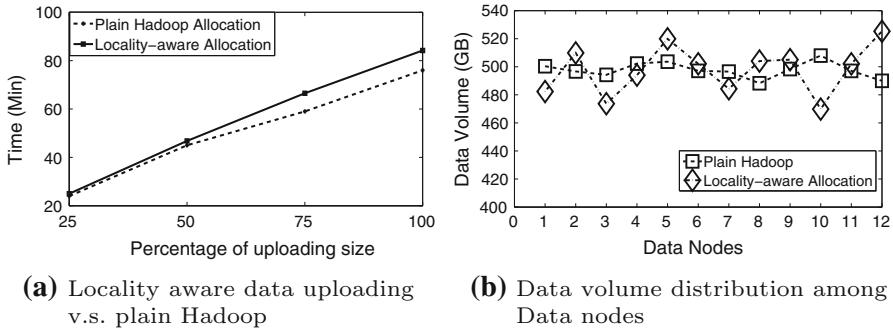 100
80
60
40
20
Time (Min)
Plain Hadoop Allocation
Locality-aware Allocation
25 50 75 100
Percentage of uploading size
(a) Locality aware data uploading
v.s. plain Hadoop
540
520
500
480
460
440
420
400
Data Volume (GB)
Plain Hadoop
Locality-aware Allocation
0 1 2 3 4 5 6 7 8 9 10 11 12
Data Nodes
(b) Data volume distribution among
Data nodes